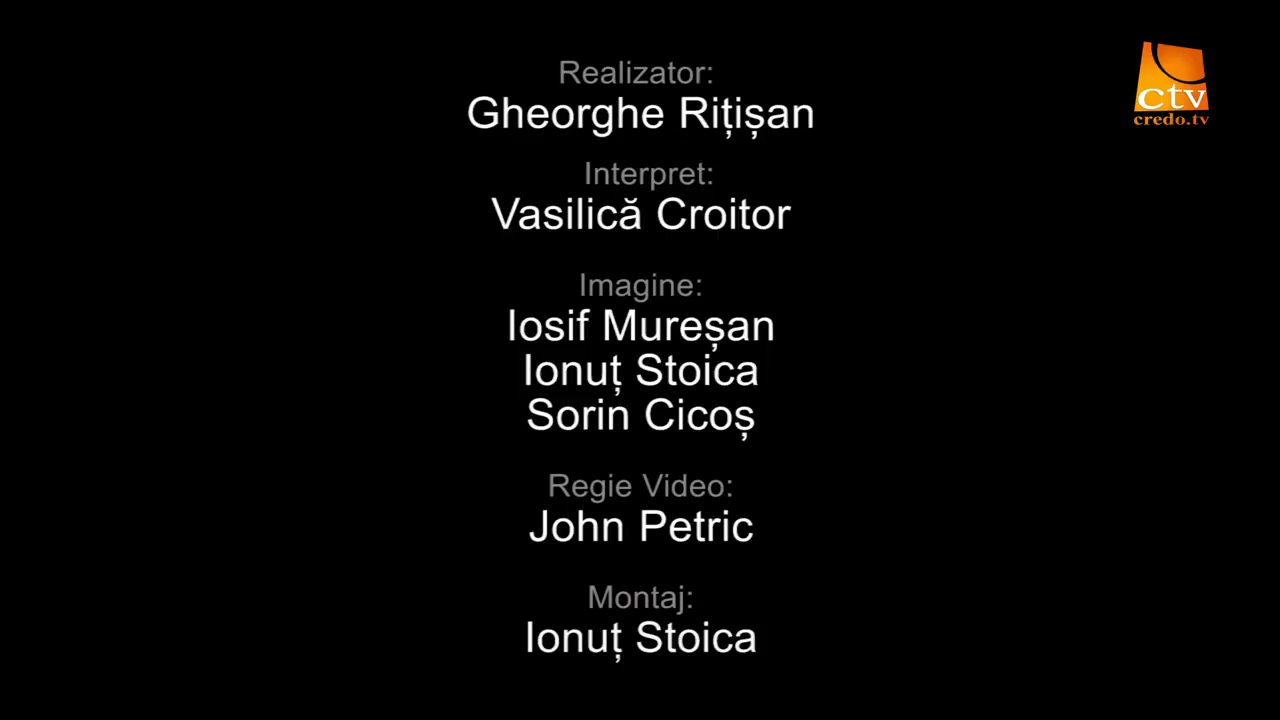 Realizator:
Gheorghe Rițișan
Interpret:
Vasilică Croitor
Imagine:
Iosif Mureșan
Ionuț Stoica
Sorin Cicoș
Regie Video:
John Petric
Montaj:
Ionuț Stoica
ctv
credo.tv